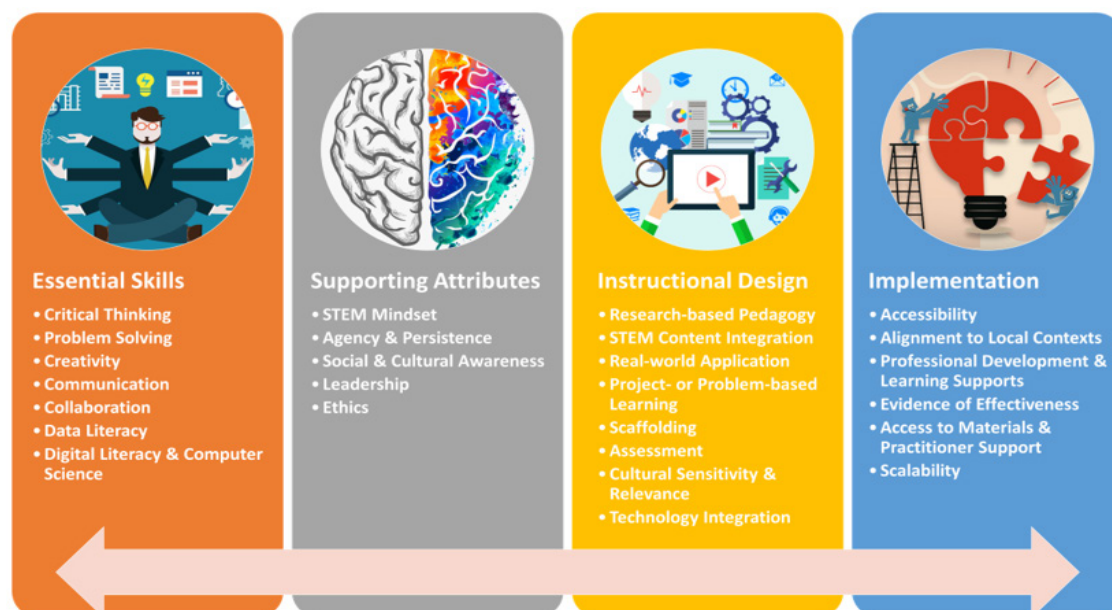 Essential Skills
• Critical Thinking
• Problem Solving
• Creativity
• Communication
• Collaboration
• Data Literacy
• Digital Literacy & Computer
Science
Supporting Attributes
• STEM Mindset
• Agency & Persistence
• Social & Cultural Awareness
• Leadership
• Ethics
Instructional Design
• Research-based Pedagogy
• STEM Content Integration
• Real-world Application
• Project- or Problem-based
Learning
• Scaffolding
• Assessment
• Cultural Sensitivity &
Relevance
• Technology Integration
Implementation
• Accessibility
• Alignment to Local Contexts
• Professional Development &
Learning Supports
• Evidence of Effectiveness
• Access to Materials &
Practitioner Support
• Scalability